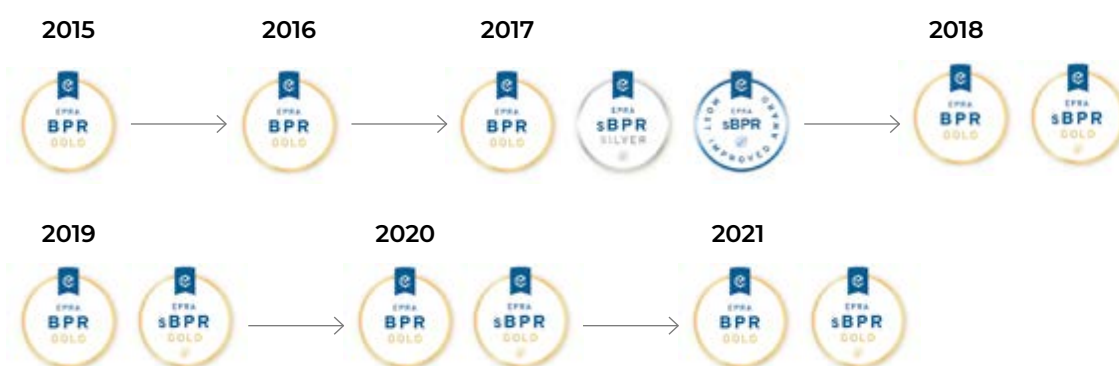 2015
2016
2017
2018
EPRA
BPR
GOLD
EPRA
BPR
GOLD
EPRA
BPR
GOLD
EPRA
sBPR
SILVER
EPRA
sBPR
MOST IMPROVED AWARD
EPRA
BPR
GOLD
EPRA
sBPR
GOLD
2019
2020
2021
EPRA
BPR
GOLD
EPRA
sBPR
GOLD
EPRA
BPR
GOLD
EPRA
sBPR
GOLD
EPRA
BPR
GOLD
EPRA
sBPR
GOLD